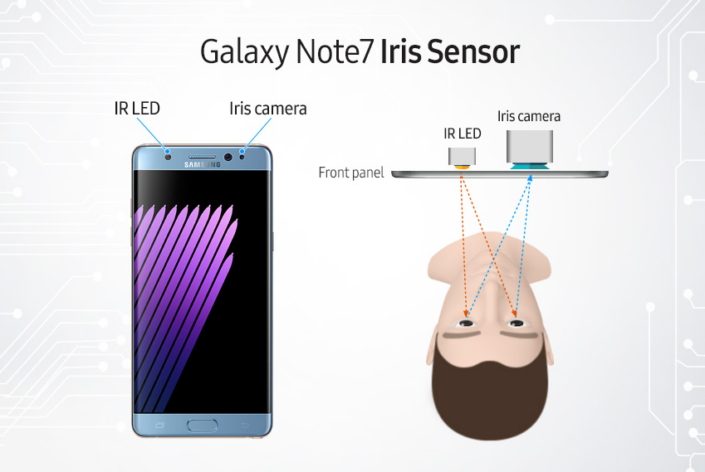 Galaxy Note7 Iris Sensor
IR LED
Iris camera
SAMSUNG
Iris camera
IR LED
Front panel